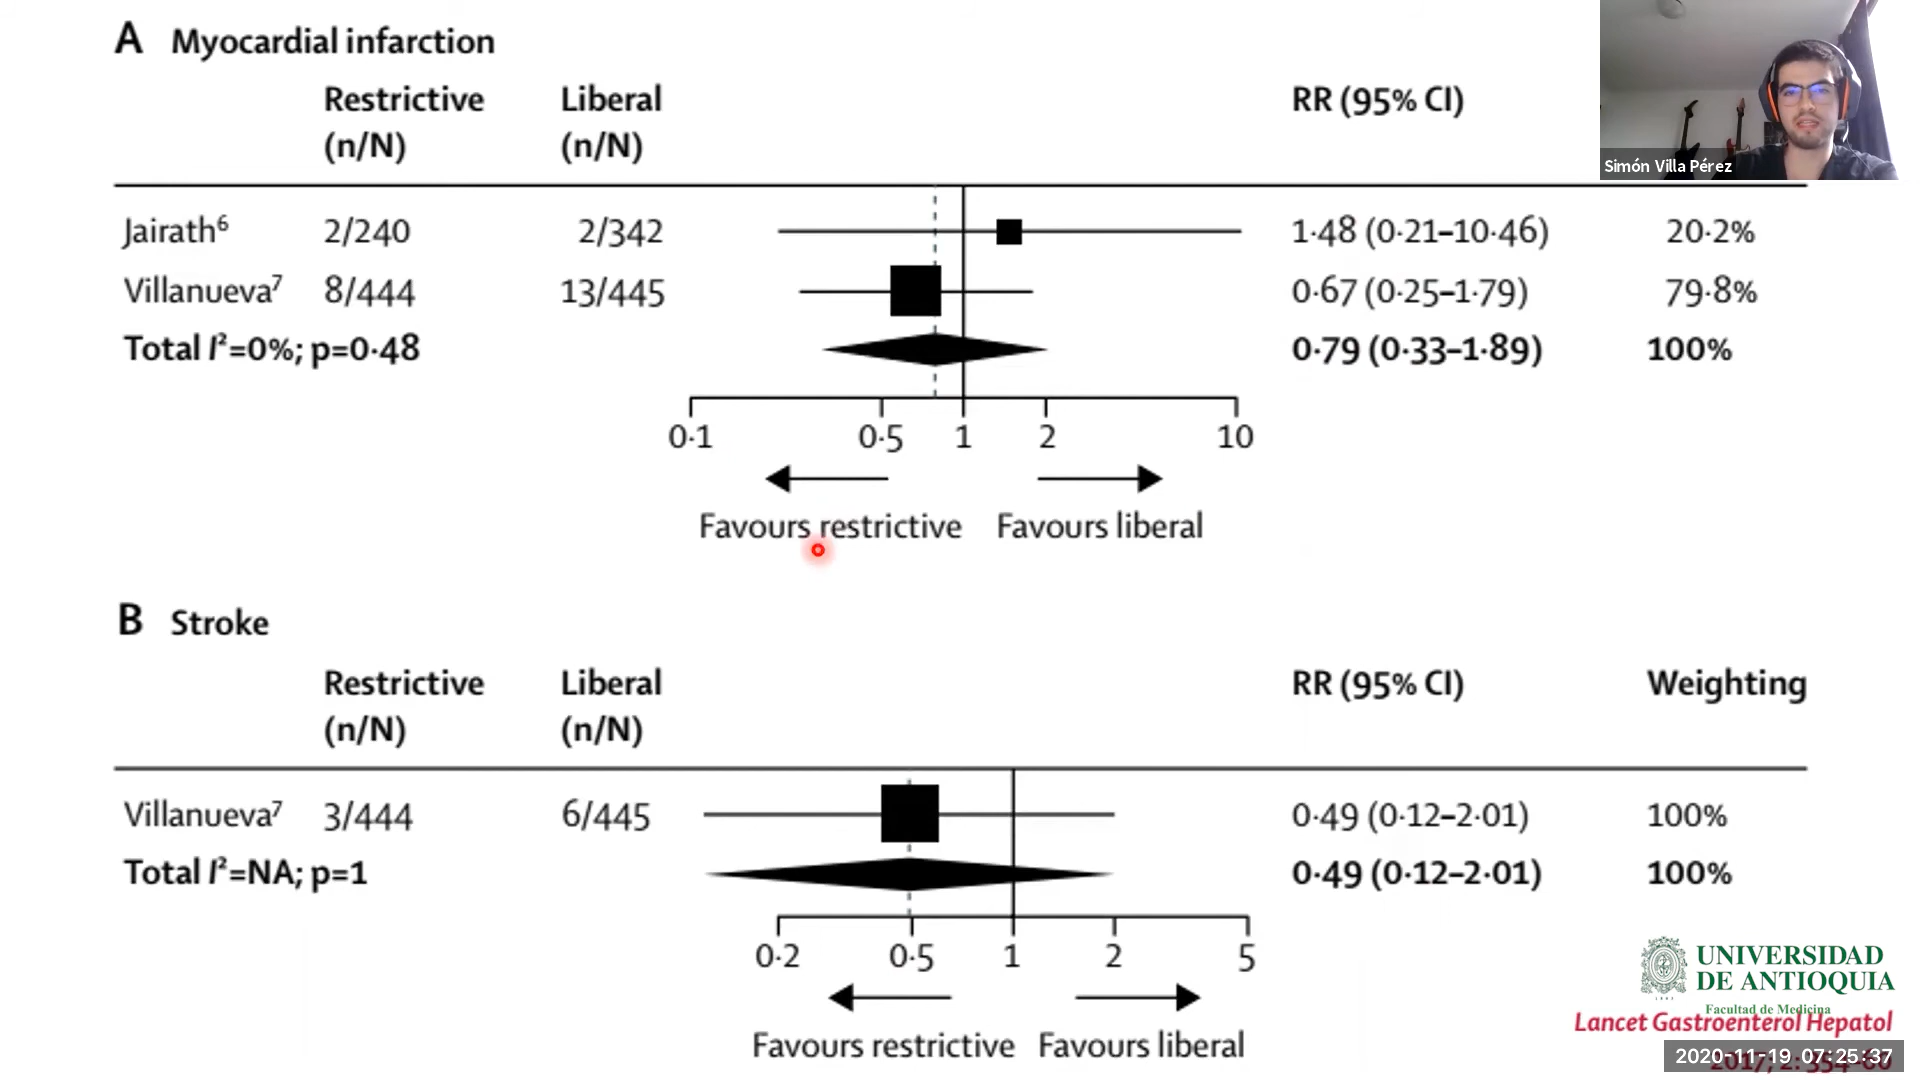 A Myocardial infarction
Restrictive (n/N) Liberal (n/N) RR (95% CI)
Simón Villa Pérez
Jairath⁶ 2/240 2/342 1·48 (0·21–10·46) 20·2%
Villanueva⁷ 8/444 13/445 0·67 (0·25–1·79) 79·8%
Total I²=0%; p=0·48 0·79 (0·33–1·89) 100%
0·1 0·5 1 2 10
Favours restrictive Favours liberal
B Stroke
Restrictive (n/N) Liberal (n/N) RR (95% CI) Weighting
Villanueva⁷ 3/444 6/445 0·49 (0·12–2·01) 100%
Total I²=NA; p=1 0·49 (0·12–2·01) 100%
0·2 0·5 1 2 5
Favours restrictive Favours liberal
UNIVERSIDAD
DE ANTIOQUIA
Facultad de Medicina
Lancet Gastroenterol Hepatol
2020-11-19 07:25:37